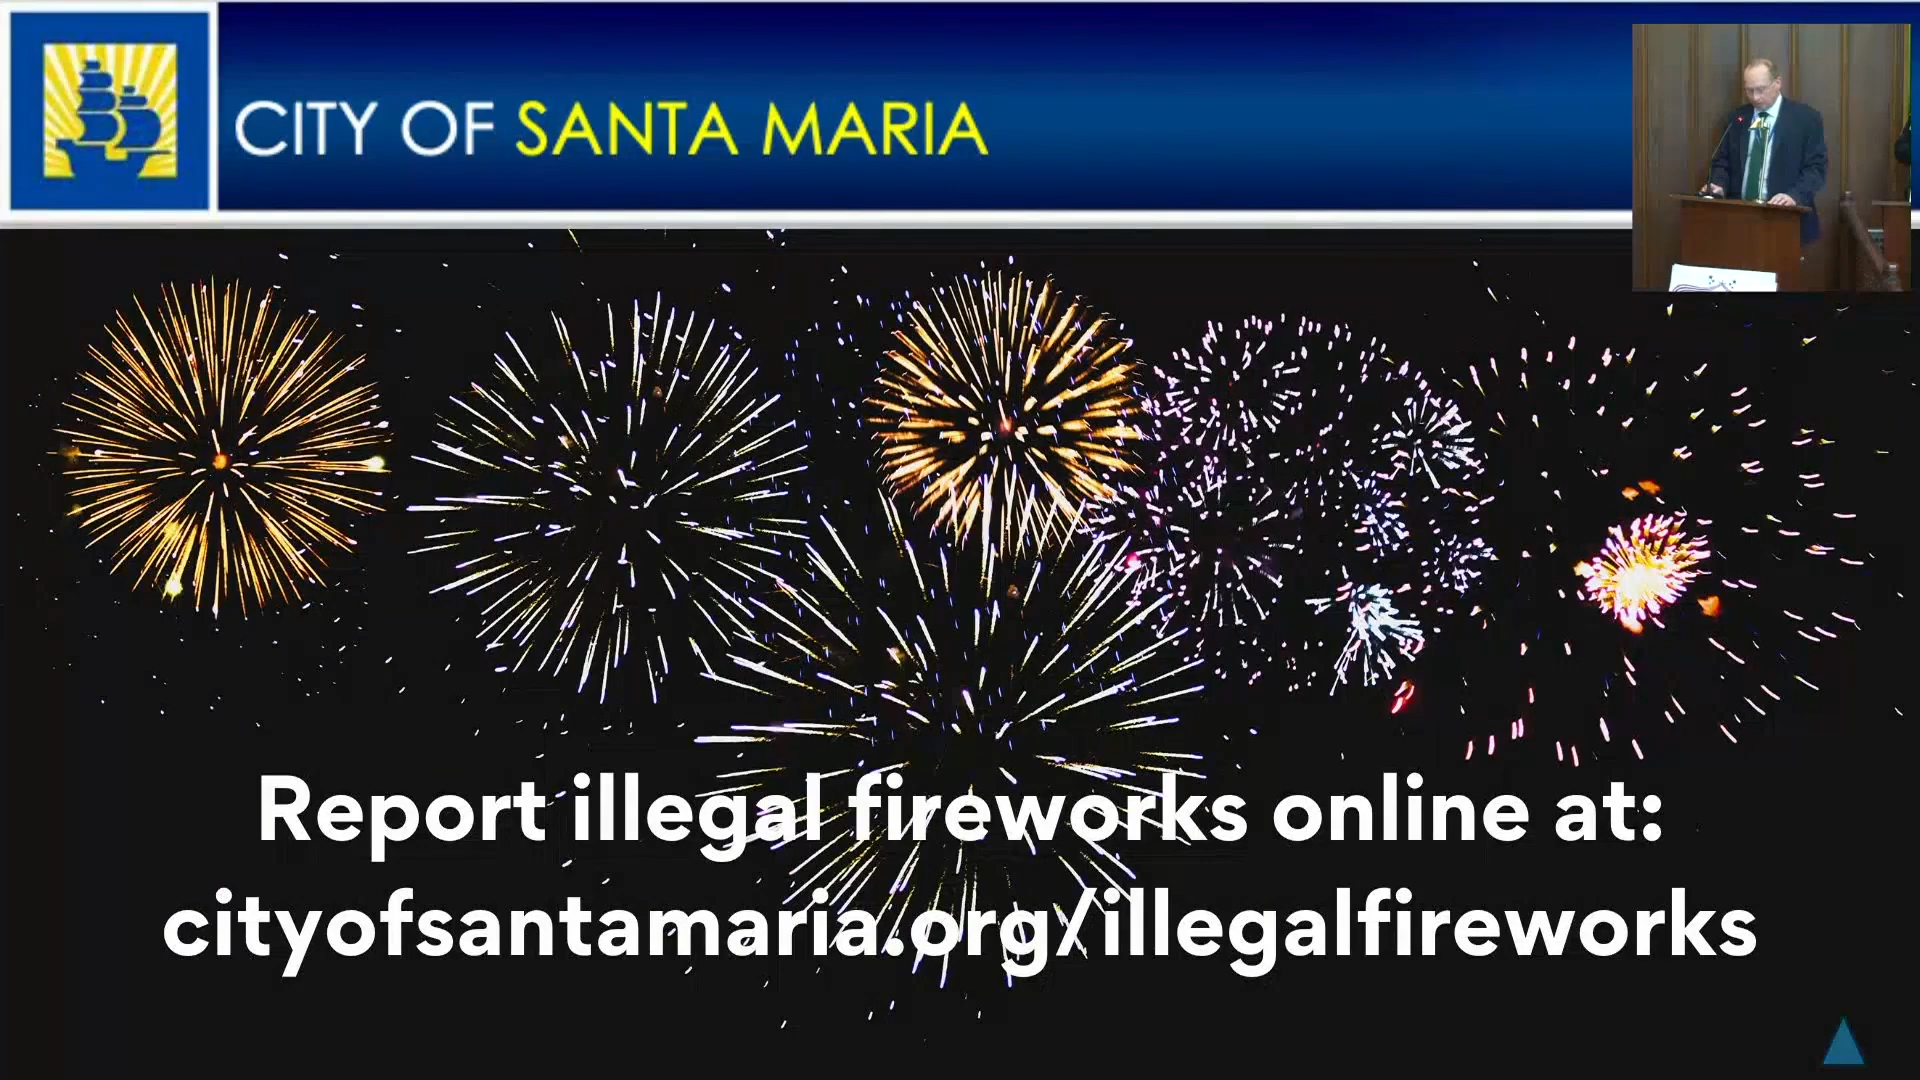 CITY OF SANTA MARIA
Report illegal fireworks online at:
cityofsantamaria.org/illegalfireworks